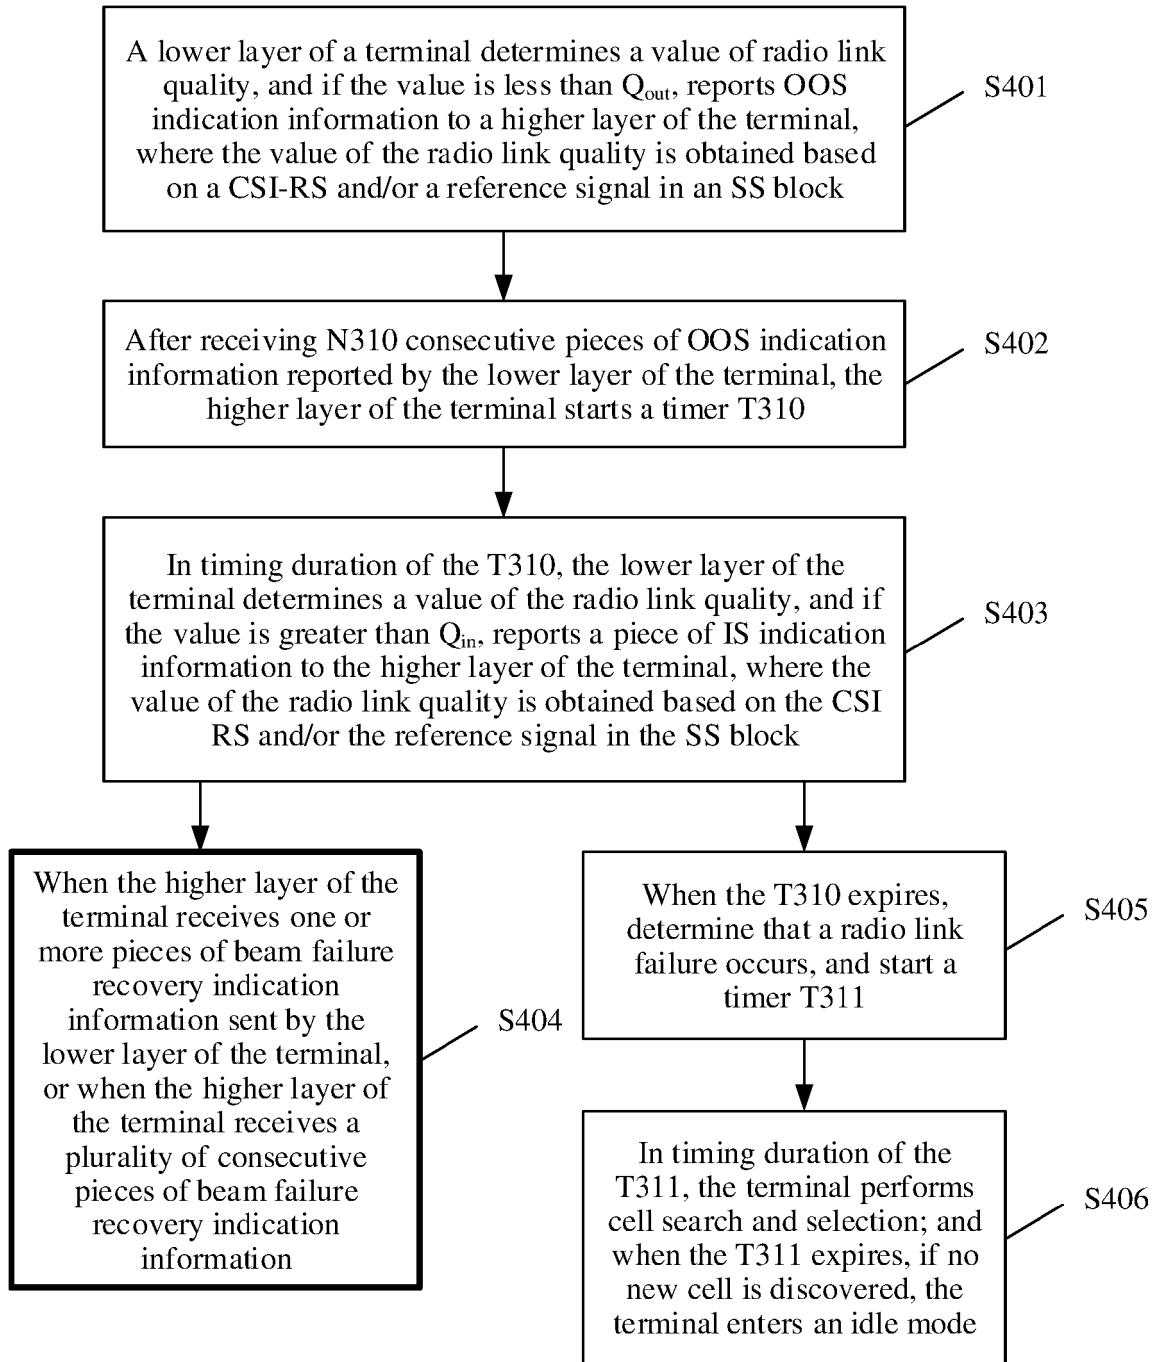 A lower layer of a terminal determines a value of radio link
quality, and if the value is less than Qout, reports OOS
indication information to a higher layer of the terminal,
where the value of the radio link quality is obtained based
on a CSI-RS and/or a reference signal in an SS block
S401
After receiving N310 consecutive pieces of OOS indication
information reported by the lower layer of the terminal, the
higher layer of the terminal starts a timer T310
S402
In timing duration of the T310, the lower layer of the
terminal determines a value of the radio link quality, and if
the value is greater than Qin, reports a piece of IS indication
information to the higher layer of the terminal, where the
value of the radio link quality is obtained based on the CSI
RS and/or the reference signal in the SS block
S403
When the higher layer of the
terminal receives one or
more pieces of beam failure
recovery indication
information sent by the
lower layer of the terminal,
or when the higher layer of
the terminal receives a
plurality of consecutive
pieces of beam failure
recovery indication
information
S404
When the T310 expires,
determine that a radio link
failure occurs, and start a
timer T311
S405
In timing duration of the
T311, the terminal performs
cell search and selection; and
when the T311 expires, if no
new cell is discovered, the
terminal enters an idle mode
S406